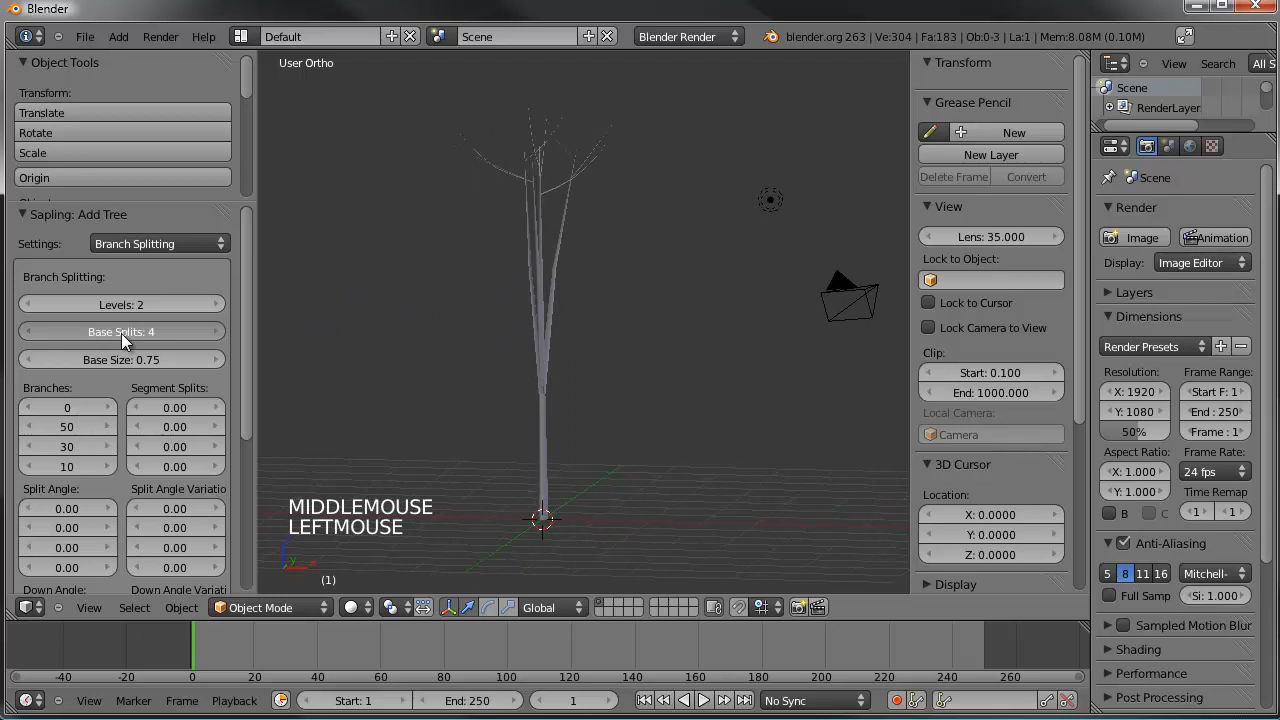 Blender
File Add Render Help Default Scene Blender Render blender.org 263 | Ve:304 | Fa:183 | Ob:0-3 | La:1 | Mem:8.08M (0.10M)
Object Tools
Transform:
Translate
Rotate
Scale
Origin
Sapling: Add Tree
Settings: Branch Splitting
Branch Splitting:
Levels: 2
Base Splits: 4
Base Size: 0.75
Branches: Segment Splits:
0 0.00
50 0.00
30 0.00
10 0.00
Split Angle: Split Angle Variatio
0.00 0.00
0.00 0.00
0.00 0.00
0.00 0.00
Down Angle: Down Angle Variati
User Ortho
MIDDLEMOUSE
LEFTMOUSE
y x
(1)
View Select Object Object Mode Global
Transform
Grease Pencil
New
New Layer
Delete Frame Convert
View
Lens: 35.000
Lock to Object:
Lock to Cursor
Lock Camera to View
Clip:
Start: 0.100
End: 1000.000
Local Camera:
Camera
3D Cursor
Location:
X: 0.0000
Y: 0.0000
Z: 0.0000
Display
View Search All S
Scene
RenderLayer
Scene
Render
Image Animation
Display: Image Editor
Layers
Dimensions
Render Presets
Resolution: Frame Range:
X: 1920 Start F: 1
Y: 1080 End : 250
50% Frame : 1
Aspect Ratio: Frame Rate:
X: 1.000 24 fps
Y: 1.000 Time Remap
B C 1 1
Anti-Aliasing
5 8 11 16 Mitchell-
Full Samp Si: 1.000
Sampled Motion Blur
Shading
Performance
Post Processing
-40 -20 0 20 40 60 80 100 120 140 160 180 200 220 240 260
View Marker Frame Playback Start: 1 End: 250 1 No Sync